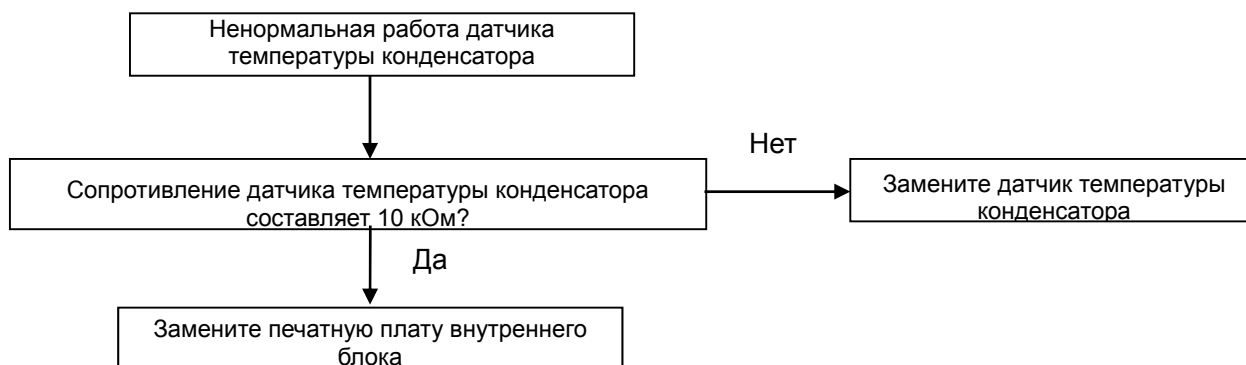 Ненормальная работа датчика
температуры конденсатора
Нет
Сопротивление датчика температуры конденсатора
составляет 10 кОм?
Замените датчик температуры
конденсатора
Да
Замените печатную плату внутреннего
блока